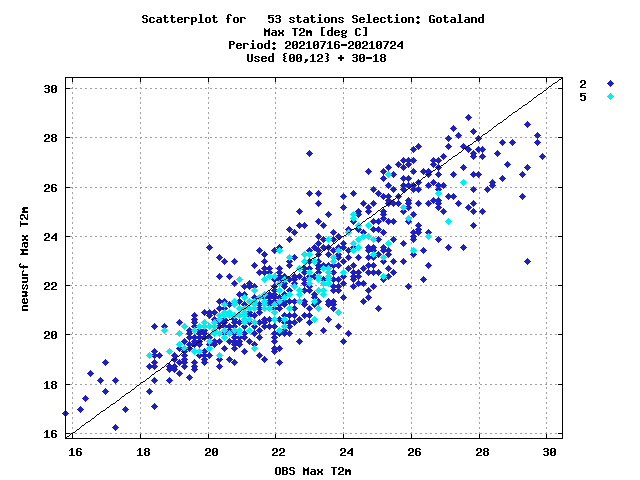 Scatterplot for   53 stations Selection: Gotaland
Max T2m [deg C]
Period: 20210716-20210724
Used {00,12} + 30-18
2
5
30
28
26
24
22
20
18
16
newsurf Max T2m
16 18 20 22 24 26 28 30
OBS Max T2m